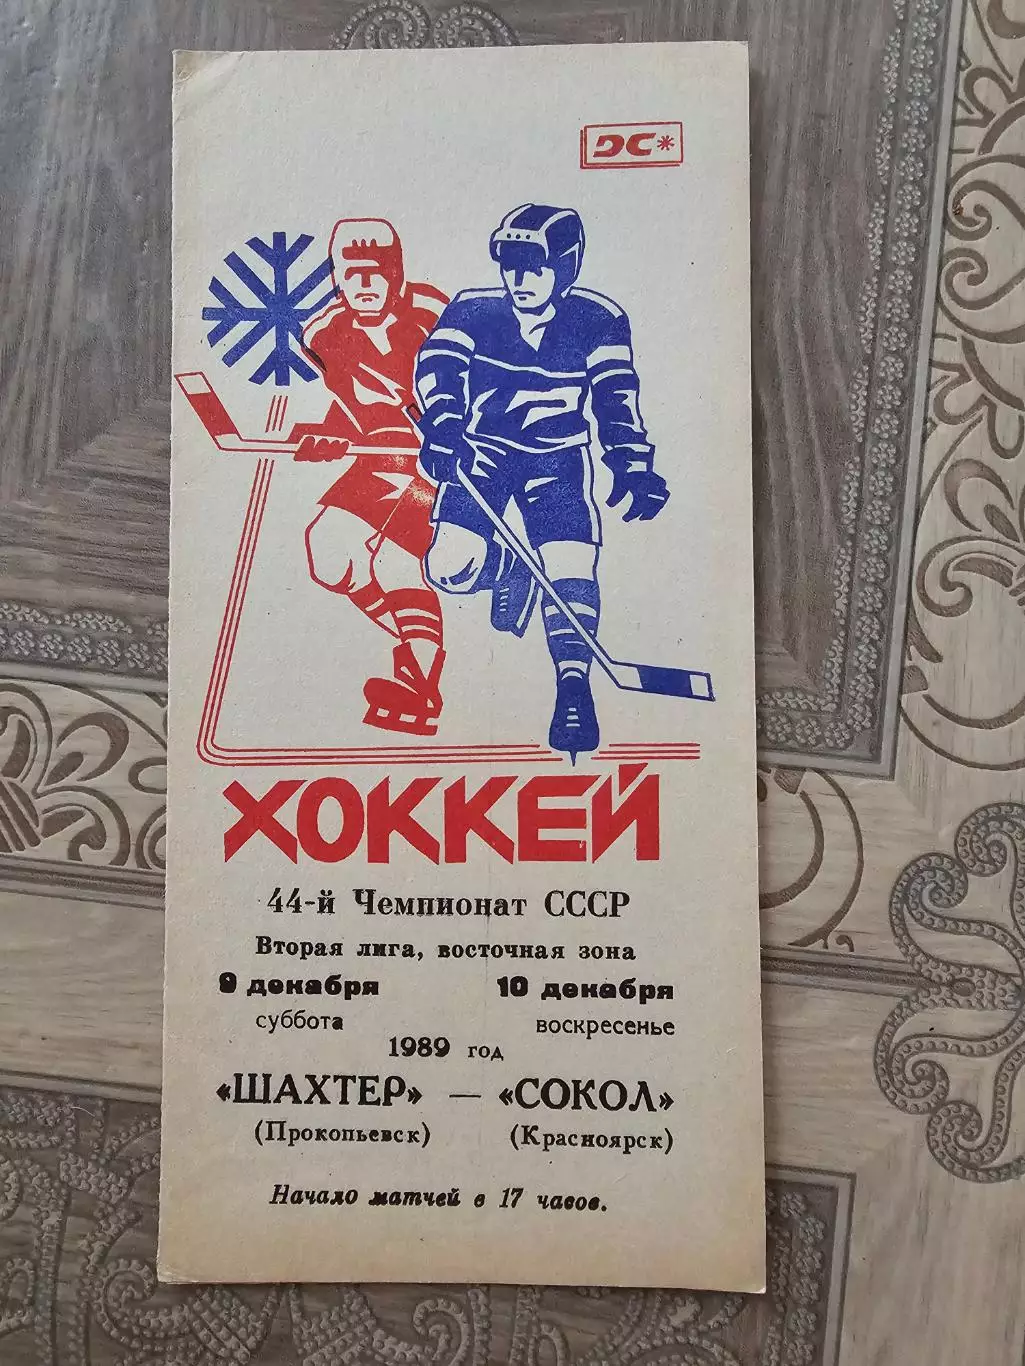 ДС*
ХОККЕЙ
44-й Чемпионат СССР
Вторая лига, восточная зона
9 декабря 10 декабря
суббота воскресенье
1989 год
«ШАХТЕР» — «СОКОЛ»
(Прокопьевск) (Красноярск)
Начало матчей в 17 часов.